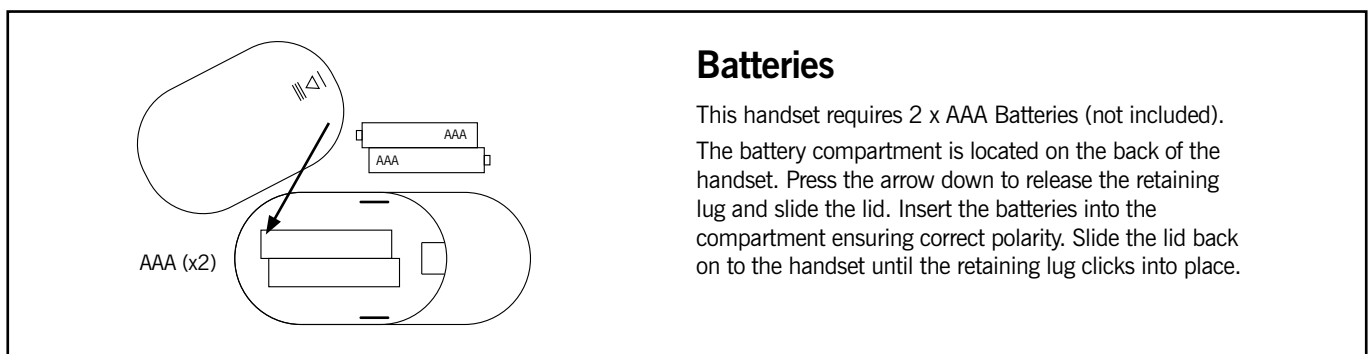 Batteries
This handset requires 2 x AAA Batteries (not included).
The battery compartment is located on the back of the
handset. Press the arrow down to release the retaining
lug and slide the lid. Insert the batteries into the
compartment ensuring correct polarity. Slide the lid back
on to the handset until the retaining lug clicks into place.
AAA
AAA
AAA (x2)